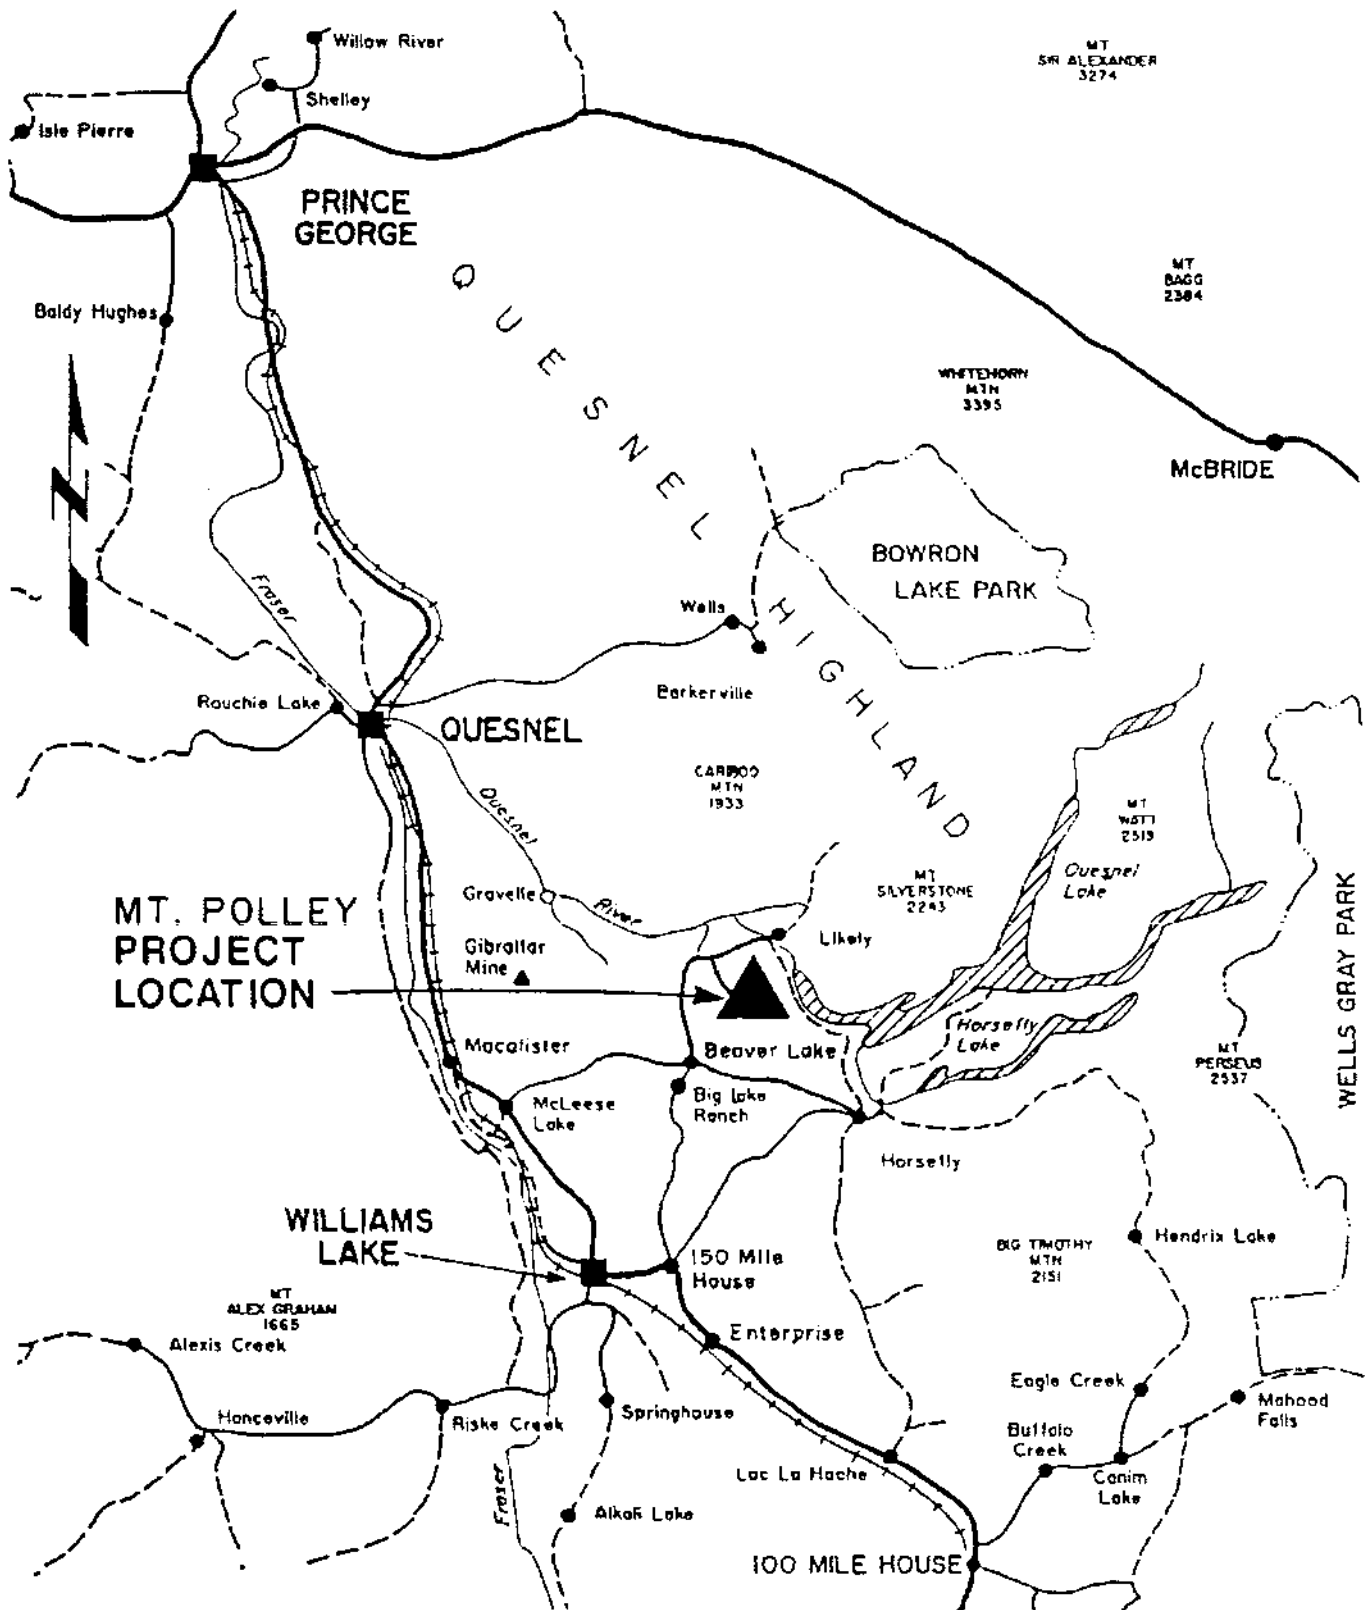 Willow River
MT
SIR ALEXANDER
3274
Shelley
Isle Pierre
PRINCE
GEORGE
QUESNEL
HIGHLAND
MT
BAGG
2384
Baldy Hughes
WHITEHORN
MTN
3395
McBRIDE
N
BOWRON
LAKE PARK
Fraser
Wells
Barkerville
Rauchie Lake
QUESNEL
CARIBOO
MTN
1933
Quesnel
River
MT
WATT
2519
Quesnel
Lake
MT
SILVERSTONE
2243
Gravelle
MT. POLLEY
PROJECT
LOCATION
Likely
Gibraltar
Mine
WELLS GRAY PARK
Horsefly
Lake
Macalister
Beaver Lake
MT
PERSEUS
2537
McLeese
Lake
Big Lake
Ranch
Horsefly
WILLIAMS
LAKE
150 Mile
House
BIG TIMOTHY
MTN
2151
Hendrix Lake
MT
ALEX GRAHAM
1665
Alexis Creek
Enterprise
Eagle Creek
Mahood
Falls
Hanceville
Riske Creek
Springhouse
Buffalo
Creek
Lac La Hache
Canim
Lake
Fraser
Alkali Lake
100 MILE HOUSE